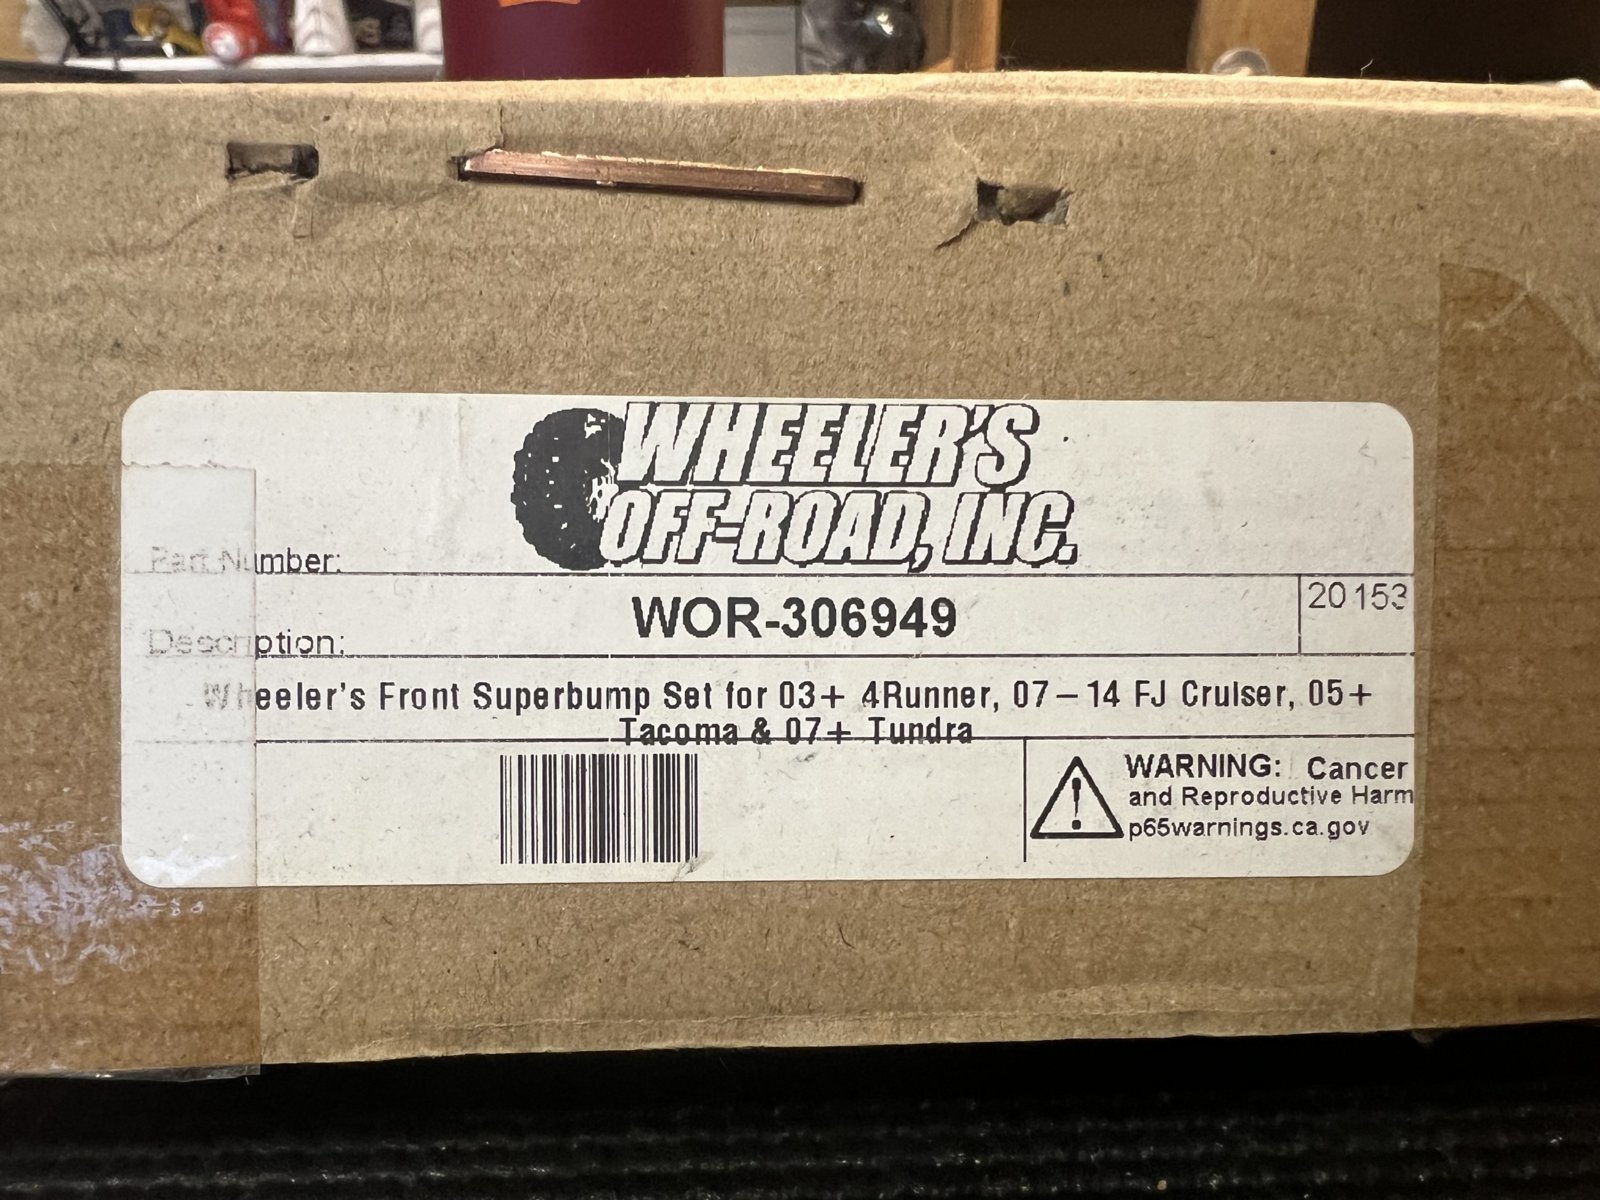 WHEELER'S
OFF-ROAD, INC.
Part Number:
WOR-306949
20153
Description:
Wheeler's Front Superbump Set for 03+ 4Runner, 07-14 FJ Cruiser, 05+
Tacoma & 07+ Tundra
WARNING: Cancer
and Reproductive Harm
p65warnings.ca.gov